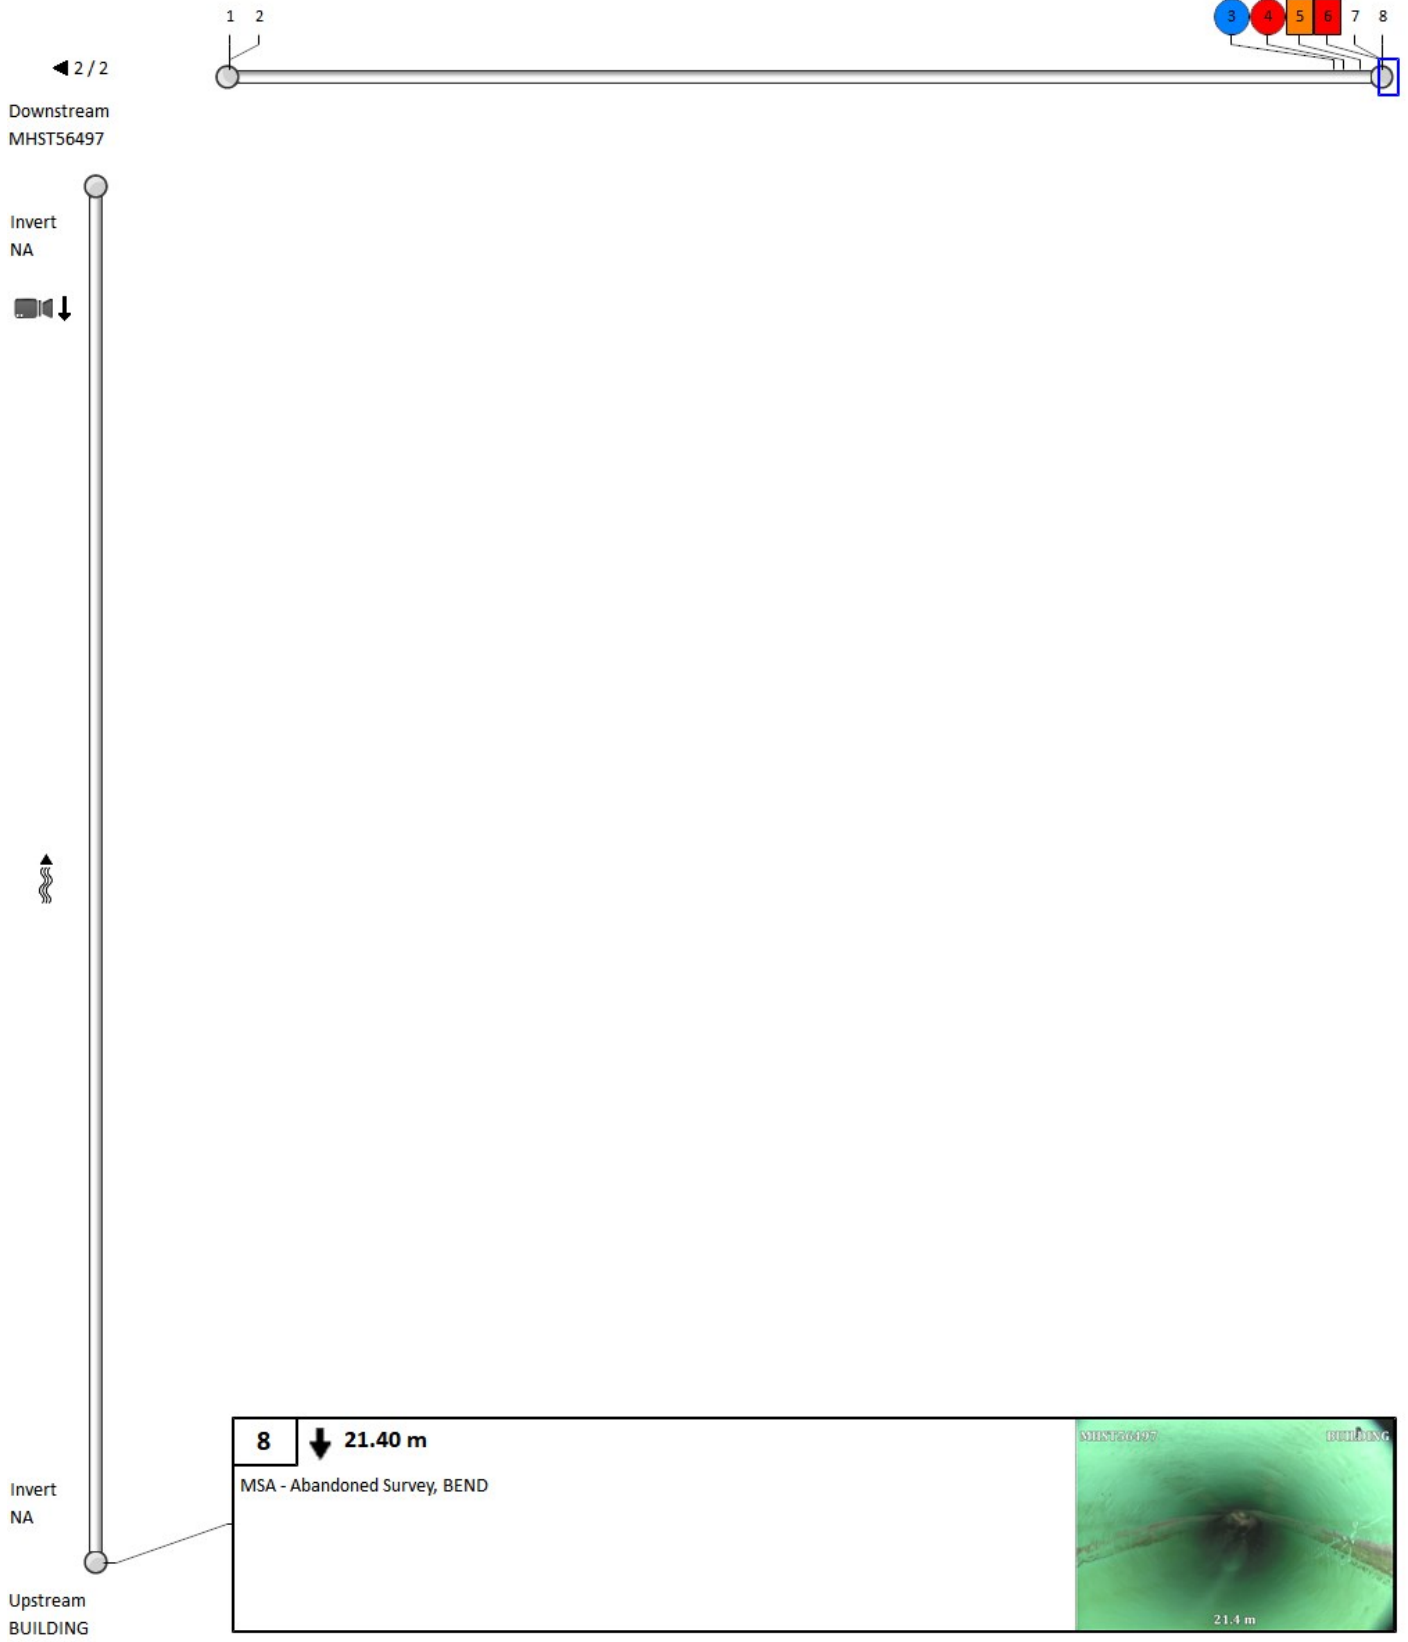 1 2 3 4 5 6 7 8
2 / 2
Downstream
MHST56497
Invert
NA
8 21.40 m
MSA - Abandoned Survey, BEND
MHST56497 BUILDING
21.4 m
Invert
NA
Upstream
BUILDING